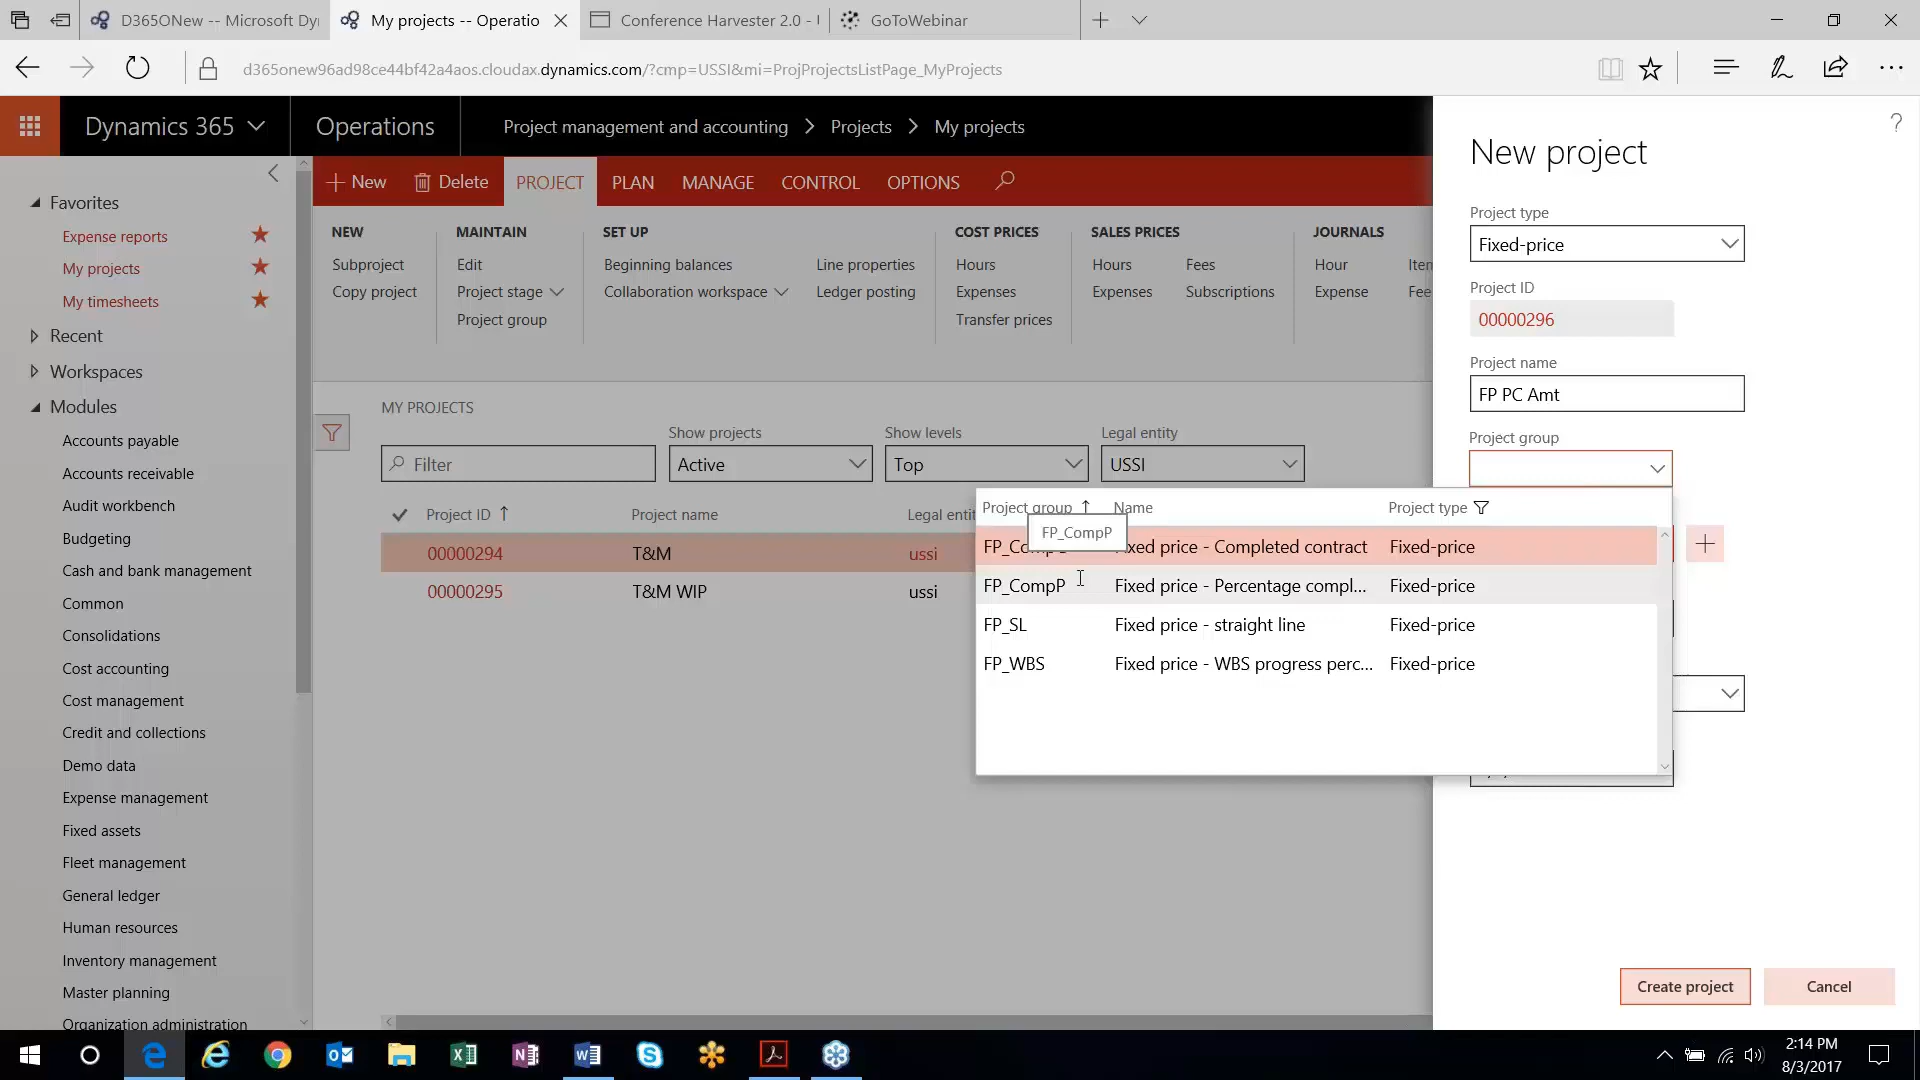 D365ONew -- Microsoft Dy
My projects -- Operatio
Conference Harvester 2.0 -
GoToWebinar
d365onew96ad98ce44bf42a4aos.cloudax.dynamics.com/?cmp=USSI&mi=ProjProjectsListPage_MyProjects
Dynamics 365
Operations
Project management and accounting
Projects
My projects
New
Delete
PROJECT
PLAN
MANAGE
CONTROL
OPTIONS
NEW
Subproject
Copy project
MAINTAIN
Edit
Project stage
Project group
SET UP
Beginning balances
Collaboration workspace
Line properties
Ledger posting
COST PRICES
Hours
Expenses
Transfer prices
SALES PRICES
Hours
Expenses
Fees
Subscriptions
JOURNALS
Hour
Expense
Favorites
Expense reports
My projects
My timesheets
Recent
Workspaces
Modules
Accounts payable
Accounts receivable
Audit workbench
Budgeting
Cash and bank management
Common
Consolidations
Cost accounting
Cost management
Credit and collections
Demo data
Expense management
Fixed assets
Fleet management
General ledger
Human resources
Inventory management
Master planning
Organization administration
MY PROJECTS
Filter
Show projects
Active
Show levels
Top
Legal entity
USSI
Project ID
Project name
Legal entit
00000294
T&M
ussi
00000295
T&M WIP
ussi
Project group
Name
Project type
FP_CompP
Fixed price - Completed contract
Fixed-price
FP_CompP
Fixed price - Percentage compl...
Fixed-price
FP_SL
Fixed price - straight line
Fixed-price
FP_WBS
Fixed price - WBS progress perc...
Fixed-price
?
New project
Project type
Fixed-price
Project ID
00000296
Project name
FP PC Amt
Project group
Create project
Cancel
2:14 PM
8/3/2017